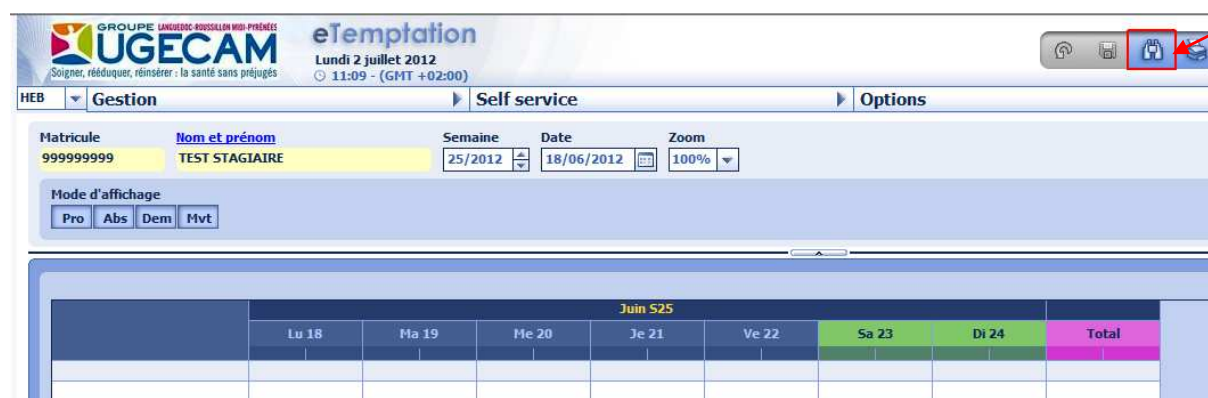 GROUPE LANGUEDOC-ROUSSILLON MIDI-PYRÉNÉES
UGECAM
Soigner, rééduquer, réinsérer : la santé sans préjugés
eTemptation
Lundi 2 juillet 2012
11:09 - (GMT +02:00)
HEB Gestion Self service Options
Matricule Nom et prénom Semaine Date Zoom
999999999 TEST STAGIAIRE 25/2012 18/06/2012 100%
Mode d'affichage
Pro Abs Dem Mvt
Juin S25
Lu 18 Ma 19 Me 20 Je 21 Ve 22 Sa 23 Di 24 Total